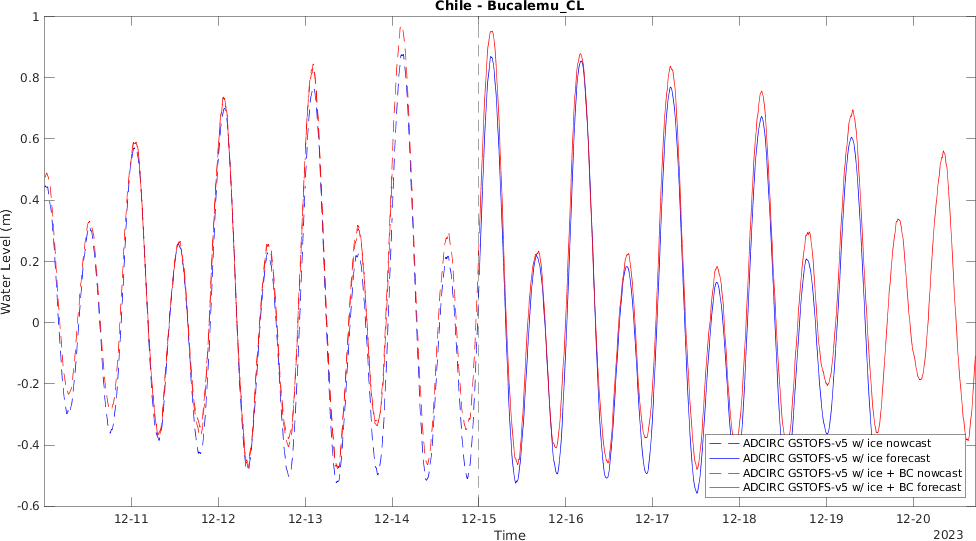 Chile - Bucalemu_CL
1
0.8
0.6
0.4
0.2
0
-0.2
-0.4
-0.6
Water Level (m)
12-11 12-12 12-13 12-14 12-15 12-16 12-17 12-18 12-19 12-20
Time
2023
ADCIRC GSTOFS-v5 w/ ice nowcast
ADCIRC GSTOFS-v5 w/ ice forecast
ADCIRC GSTOFS-v5 w/ ice + BC nowcast
ADCIRC GSTOFS-v5 w/ ice + BC forecast